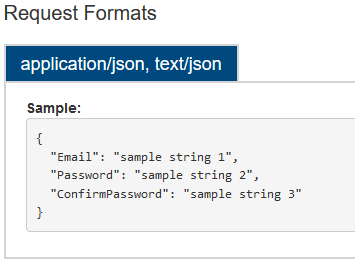 Request Formats
application/json, text/json
Sample:
{
  "Email": "sample string 1",
  "Password": "sample string 2",
  "ConfirmPassword": "sample string 3"
}